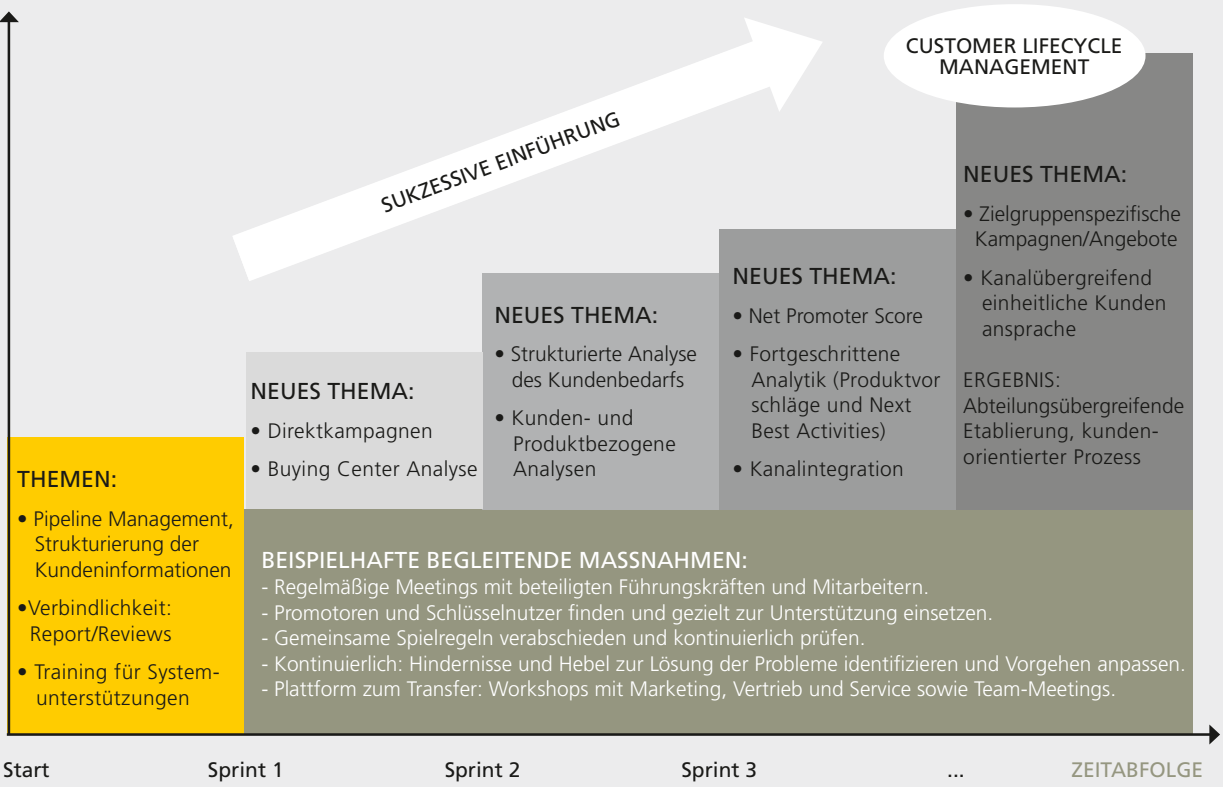 CUSTOMER LIFECYCLE
MANAGEMENT
SUKZESSIVE EINFÜHRUNG
THEMEN:
• Pipeline Management,
Strukturierung der
Kundeninformationen
•Verbindlichkeit:
Report/Reviews
• Training für System-
unterstützungen
NEUES THEMA:
• Direktkampagnen
• Buying Center Analyse
NEUES THEMA:
• Strukturierte Analyse
des Kundenbedarfs
• Kunden- und
Produktbezogene
Analysen
NEUES THEMA:
• Net Promoter Score
• Fortgeschrittene
Analytik (Produktvor
schläge und Next
Best Activities)
• Kanalintegration
NEUES THEMA:
• Zielgruppenspezifische
Kampagnen/Angebote
• Kanalübergreifend
einheitliche Kunden
ansprache
ERGEBNIS:
Abteilungsübergreifende
Etablierung, kunden-
orientierter Prozess
BEISPIELHAFTE BEGLEITENDE MASSNAHMEN:
- Regelmäßige Meetings mit beteiligten Führungskräften und Mitarbeitern.
- Promotoren und Schlüsselnutzer finden und gezielt zur Unterstützung einsetzen.
- Gemeinsame Spielregeln verabschieden und kontinuierlich prüfen.
- Kontinuierlich: Hindernisse und Hebel zur Lösung der Probleme identifizieren und Vorgehen anpassen.
- Plattform zum Transfer: Workshops mit Marketing, Vertrieb und Service sowie Team-Meetings.
Start Sprint 1 Sprint 2 Sprint 3 ... ZEITABFOLGE